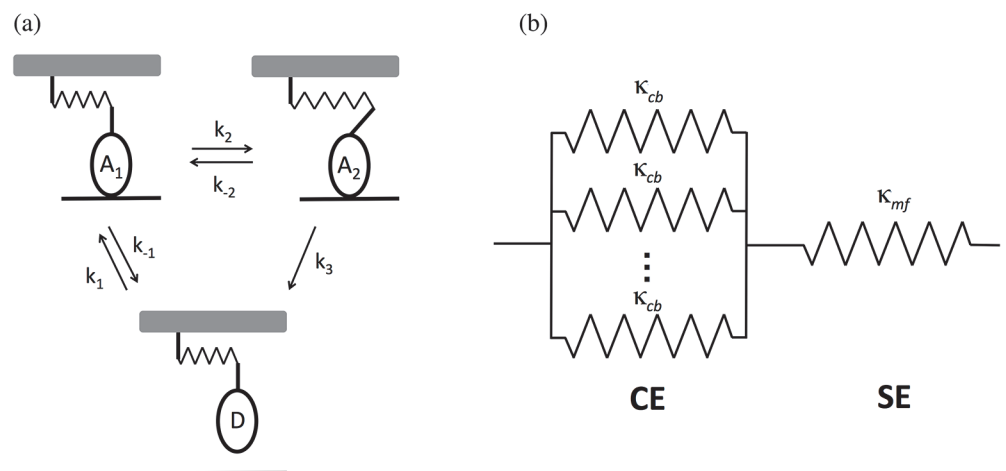 (a)
(b)
A₁
k₂
k₋₂
A₂
k₋₁
k₁
k₃
D
κcb
κcb
κcb
κmf
CE
SE